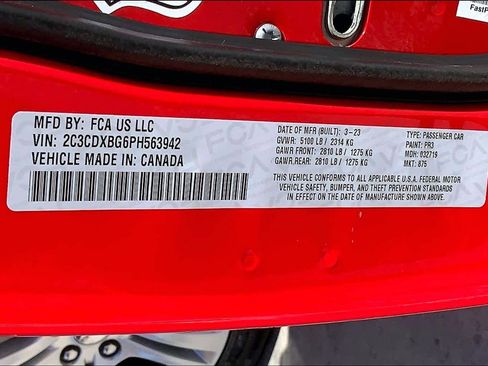 FastP
MFD BY: FCA US LLC
VIN: 2C3CDXBG6PH563942
VEHICLE MADE IN: CANADA
DATE OF MFR (BUILT): 3-23
GVWR: 5100 LB / 2314 KG
GAWR FRONT: 2810 LB / 1275 KG
GAWR.REAR: 2810 LB / 1275 KG
TYPE: PASSENGER CAR
PAINT: PR3
MDH: 032719
MKT: 875
THIS VEHICLE CONFORMS TO ALL APPLICABLE U.S.A. FEDERAL MOTOR
VEHICLE SAFETY, BUMPER, AND THEFT PREVENTION STANDARDS
IN EFFECT ON THE DATE OF MANUFACTURE SHOWN ABOVE.